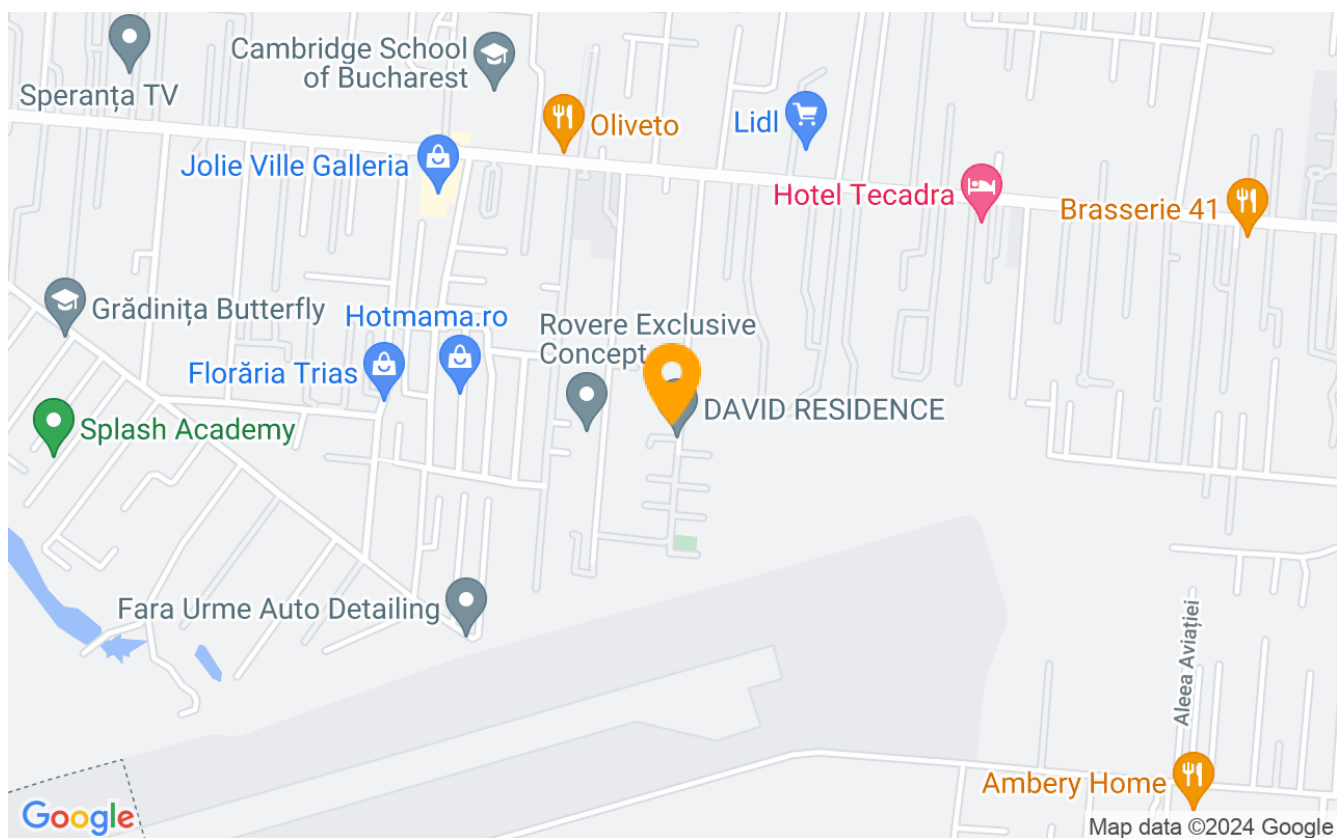 Cambridge School
of Bucharest
Speranța TV
Oliveto
Lidl
Jolie Ville Galleria
Hotel Tecadra
Brasserie 41
Grădinița Butterfly
Hotmama.ro
Rovere Exclusive
Concept
Florăria Trias
DAVID RESIDENCE
Splash Academy
Fara Urme Auto Detailing
Aleea Aviației
Ambery Home
Google
Map data ©2024 Google